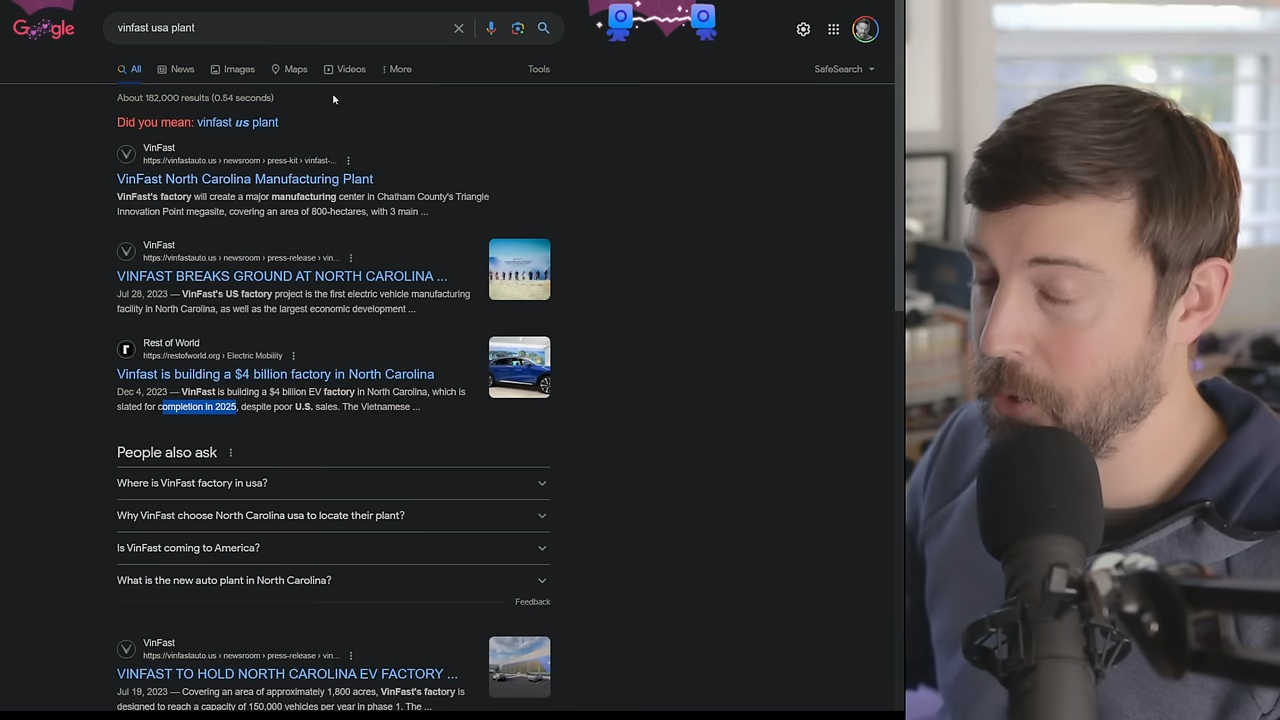 Google
vinfast usa plant
All
News
Images
Maps
Videos
More
Tools
SafeSearch
About 182,000 results (0.54 seconds)
Did you mean: vinfast us plant
VinFast
https://vinfastauto.us › newsroom › press-kit › vinfast-...
VinFast North Carolina Manufacturing Plant
VinFast's factory will create a major manufacturing center in Chatham County's Triangle
Innovation Point megasite, covering an area of 800-hectares, with 3 main ...
VinFast
https://vinfastauto.us › newsroom › press-release › vin...
VINFAST BREAKS GROUND AT NORTH CAROLINA ...
Jul 28, 2023 — VinFast's US factory project is the first electric vehicle manufacturing
facility in North Carolina, as well as the largest economic development ...
Rest of World
https://restofworld.org › Electric Mobility
Vinfast is building a $4 billion factory in North Carolina
Dec 4, 2023 — VinFast is building a $4 billion EV factory in North Carolina, which is
slated for completion in 2025, despite poor U.S. sales. The Vietnamese ...
People also ask
Where is VinFast factory in usa?
Why VinFast choose North Carolina usa to locate their plant?
Is VinFast coming to America?
What is the new auto plant in North Carolina?
Feedback
VinFast
https://vinfastauto.us › newsroom › press-release › vin...
VINFAST TO HOLD NORTH CAROLINA EV FACTORY ...
Jul 19, 2023 — Covering an area of approximately 1,800 acres, VinFast's factory is
designed to reach a capacity of 150,000 vehicles per year in phase 1. The ...